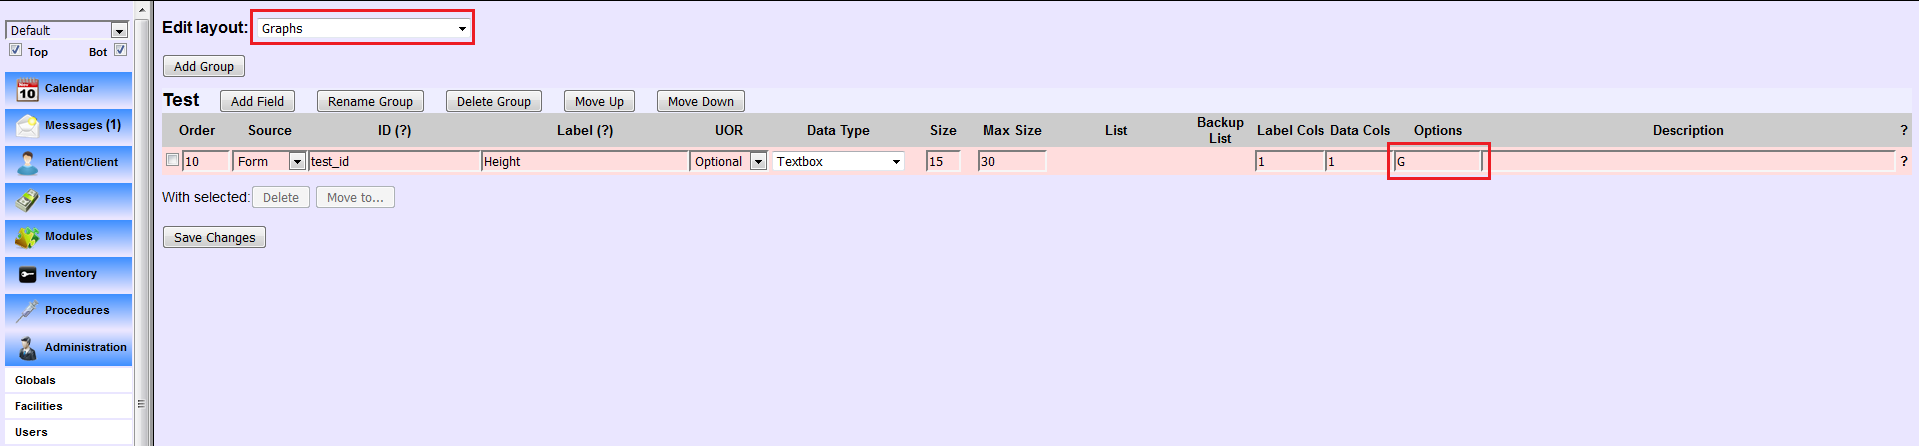 Default
Top Bot
Calendar
Messages (1)
Patient/Client
Fees
Modules
Inventory
Procedures
Administration
Globals
Facilities
Users
Edit layout: Graphs
Add Group
Test Add Field Rename Group Delete Group Move Up Move Down
Order Source ID (?) Label (?) UOR Data Type Size Max Size List Backup List Label Cols Data Cols Options Description ?
10 Form test_id Height Optional Textbox 15 30 1 1 G ?
With selected: Delete Move to...
Save Changes